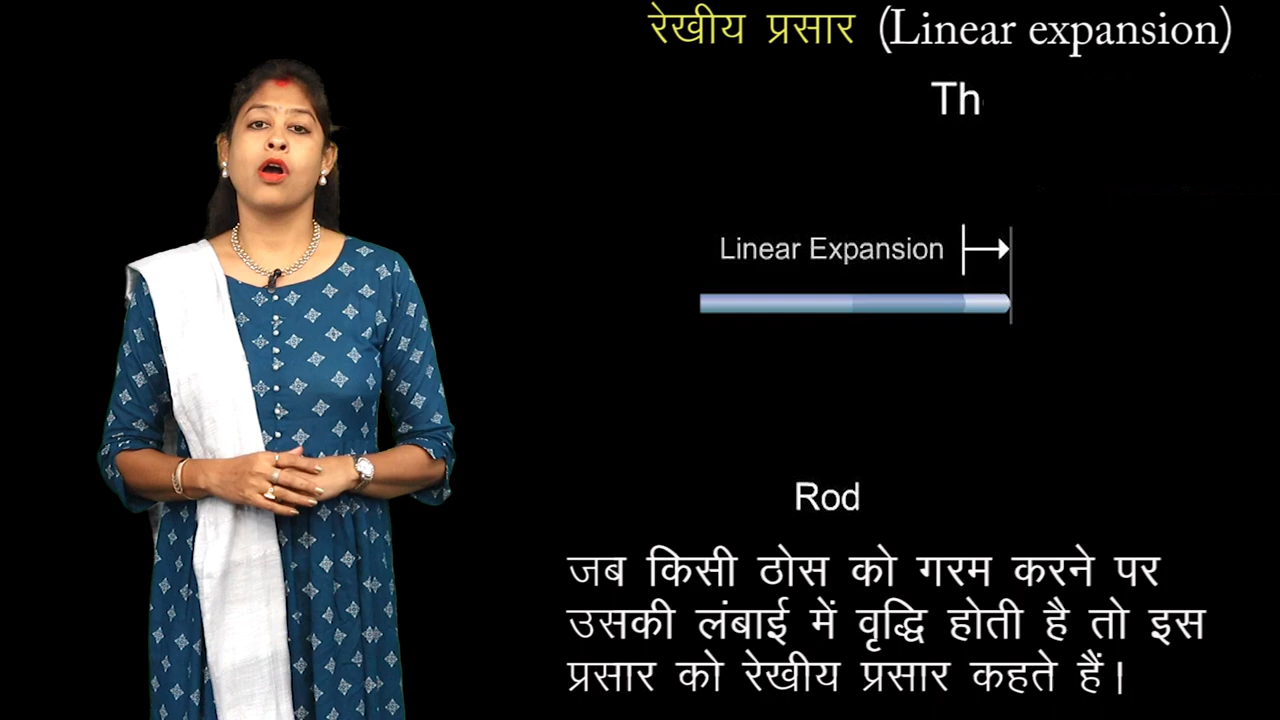 रेखीय प्रसार (Linear expansion)
Th
Linear Expansion
Rod
जब किसी ठोस को गरम करने पर
उसकी लंबाई में वृद्धि होती है तो इस
प्रसार को रेखीय प्रसार कहते हैं।